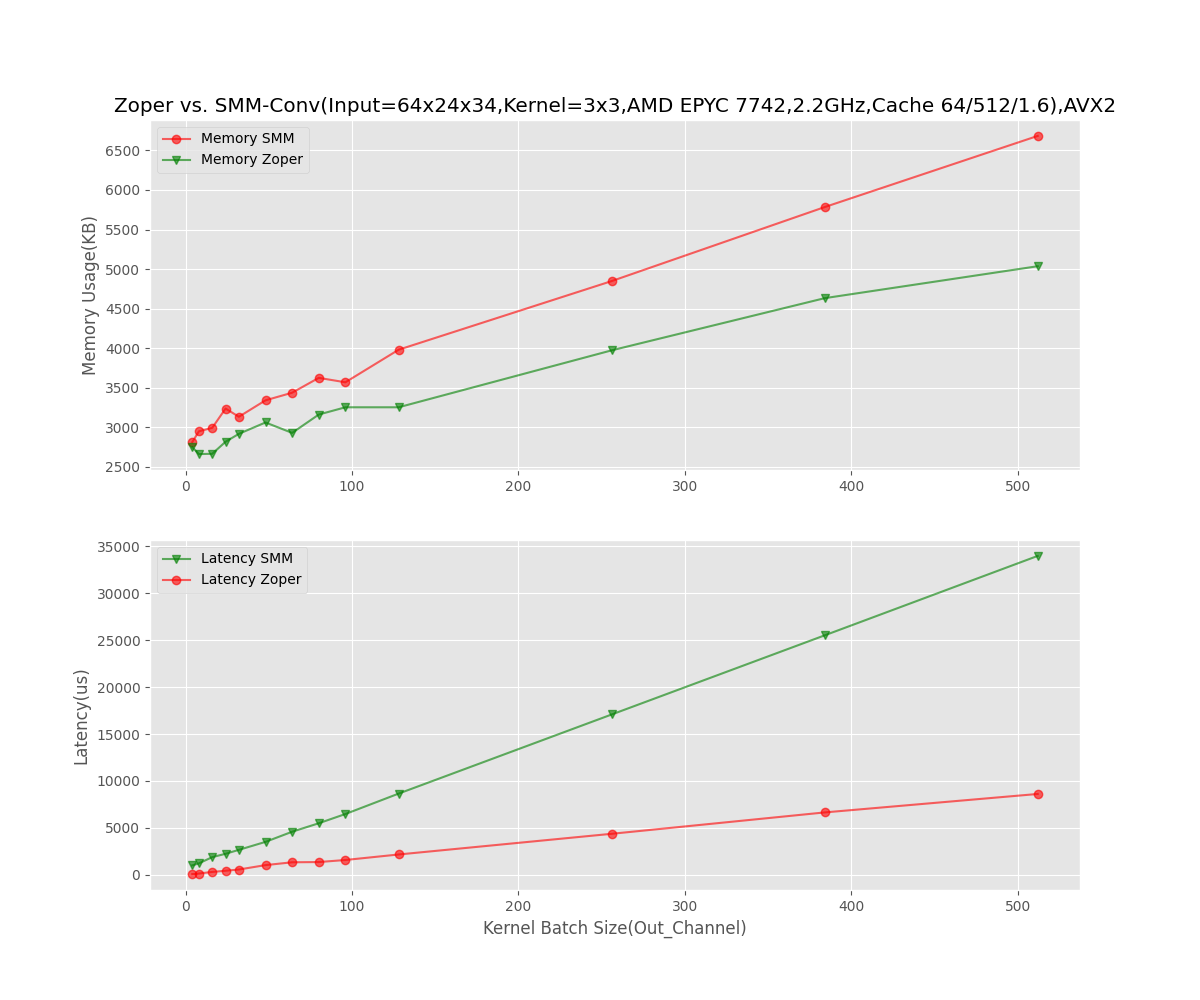 Zoper vs. SMM-Conv(Input=64x24x34,Kernel=3x3,AMD EPYC 7742,2.2GHz,Cache 64/512/1.6),AVX2
Memory SMM
Memory Zoper
Memory Usage(KB)
6500
6000
5500
5000
4500
4000
3500
3000
2500
0 100 200 300 400 500
Latency SMM
Latency Zoper
Latency(us)
35000
30000
25000
20000
15000
10000
5000
0
0 100 200 300 400 500
Kernel Batch Size(Out_Channel)